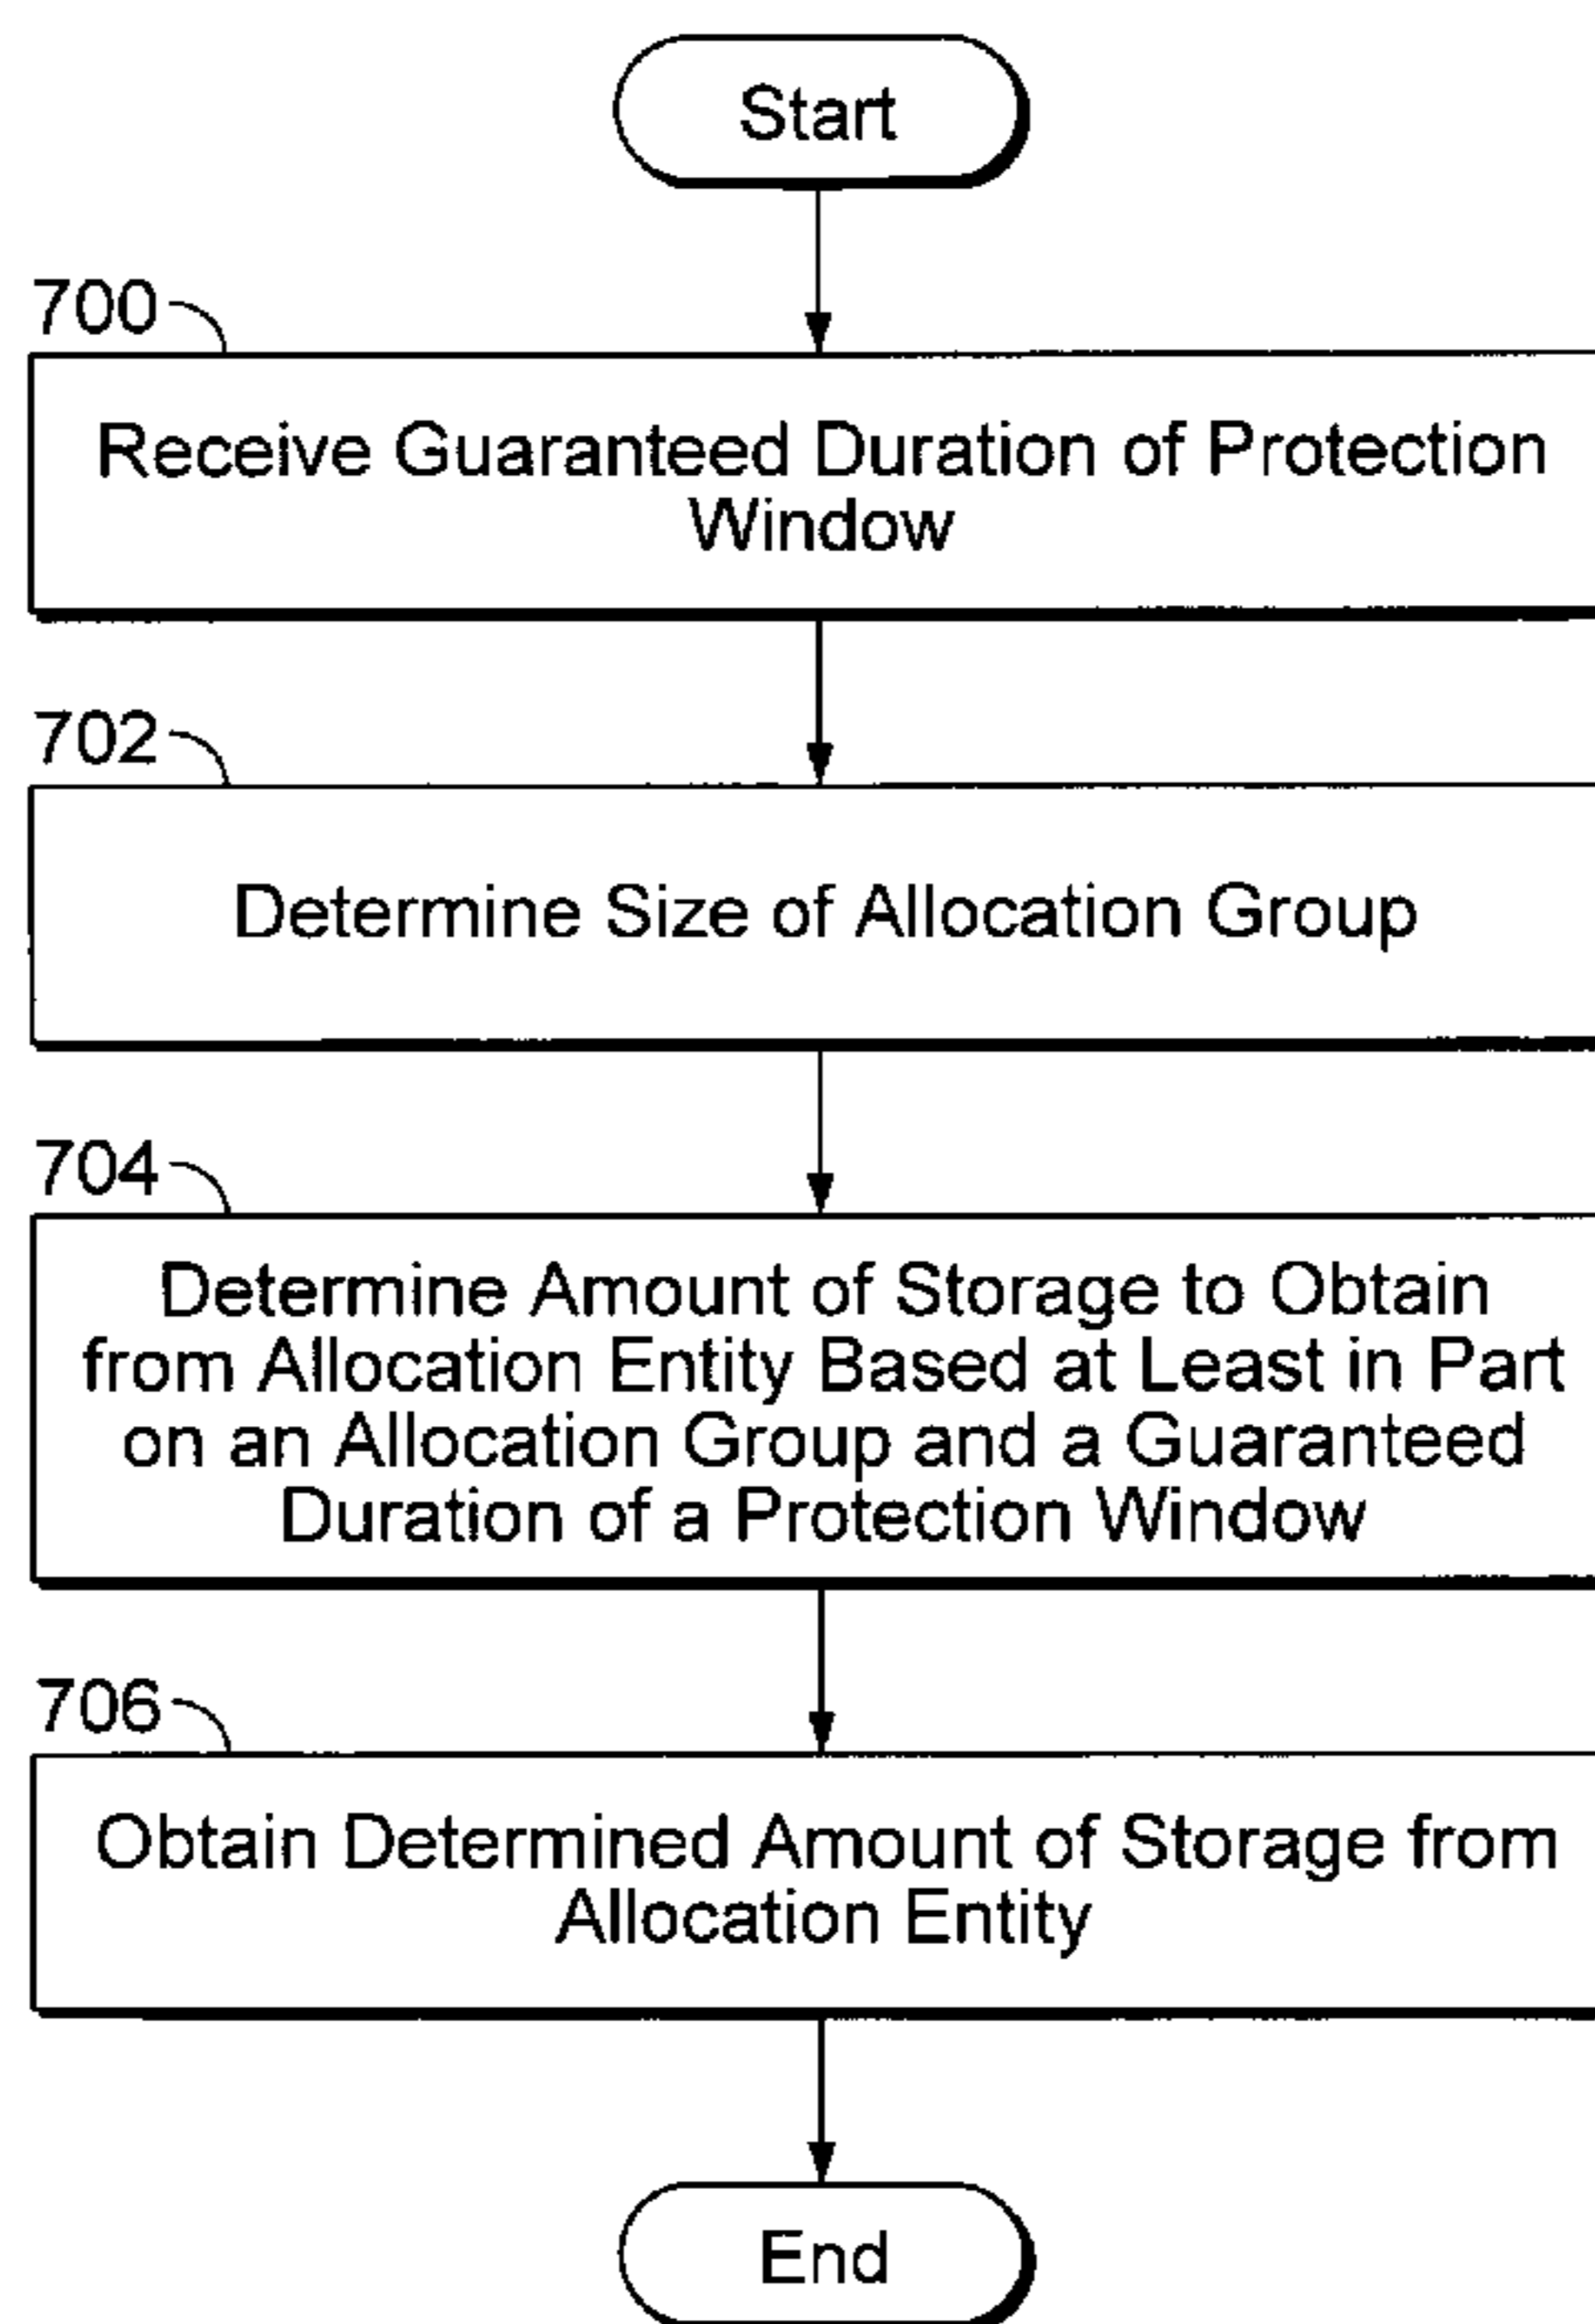 Start
700
Receive Guaranteed Duration of Protection
Window
702
Determine Size of Allocation Group
704
Determine Amount of Storage to Obtain
from Allocation Entity Based at Least in Part
on an Allocation Group and a Guaranteed
Duration of a Protection Window
706
Obtain Determined Amount of Storage from
Allocation Entity
End